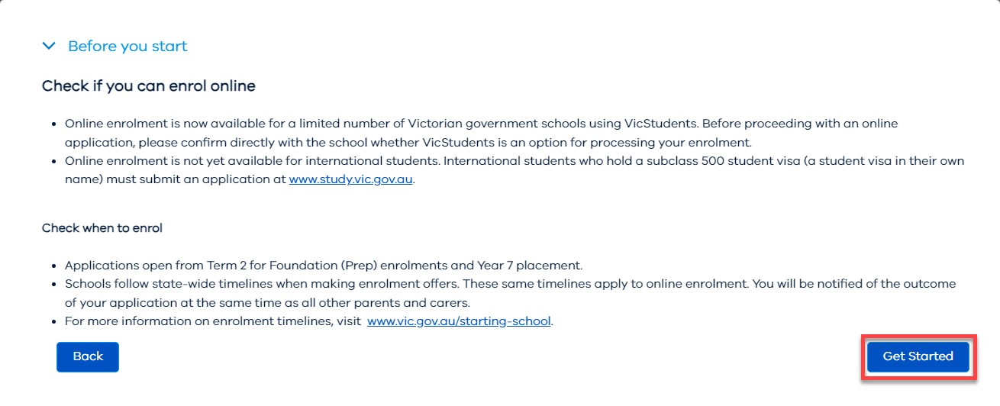 Before you start
Check if you can enrol online
• Online enrolment is now available for a limited number of Victorian government schools using VicStudents. Before proceeding with an online
application, please confirm directly with the school whether VicStudents is an option for processing your enrolment.
• Online enrolment is not yet available for international students. International students who hold a subclass 500 student visa (a student visa in their own
name) must submit an application at www.study.vic.gov.au.
Check when to enrol
• Applications open from Term 2 for Foundation (Prep) enrolments and Year 7 placement.
• Schools follow state-wide timelines when making enrolment offers. These same timelines apply to online enrolment. You will be notified of the outcome
of your application at the same time as all other parents and carers.
• For more information on enrolment timelines, visit www.vic.gov.au/starting-school.
Back
Get Started